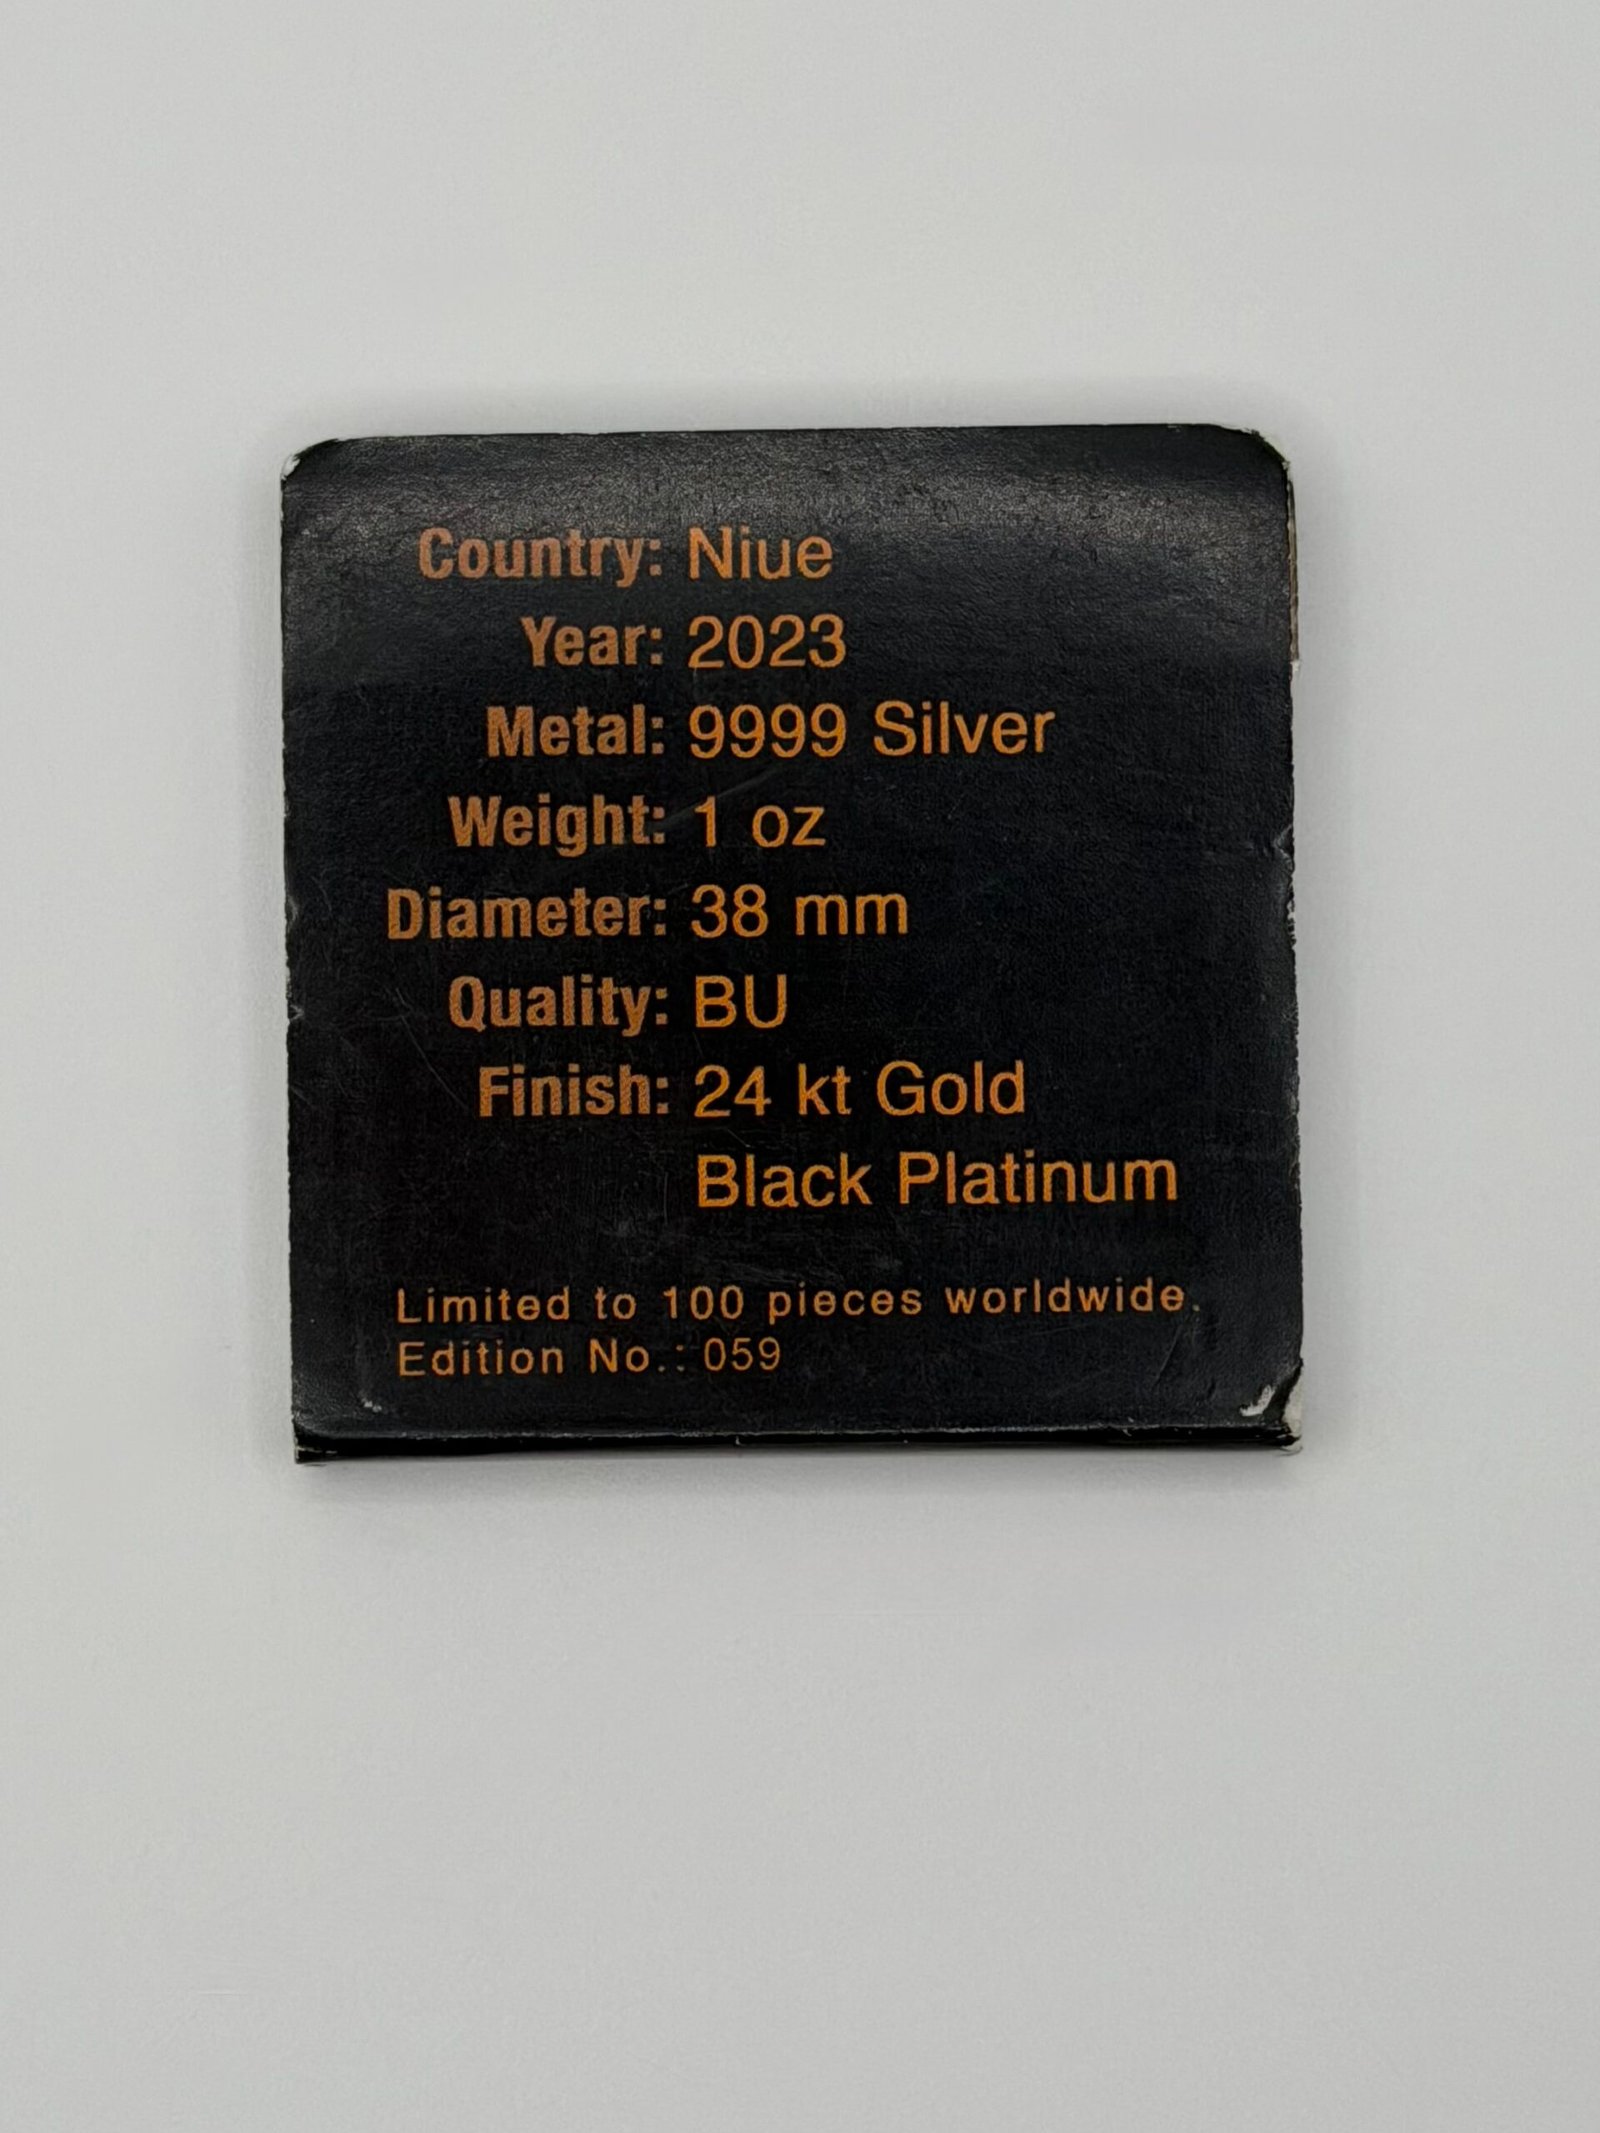 Country: Niue
Year: 2023
Metal: 9999 Silver
Weight: 1 oz
Diameter: 38 mm
Quality: BU
Finish: 24 kt Gold
Black Platinum
Limited to 100 pieces worldwide.
Edition No.: 059